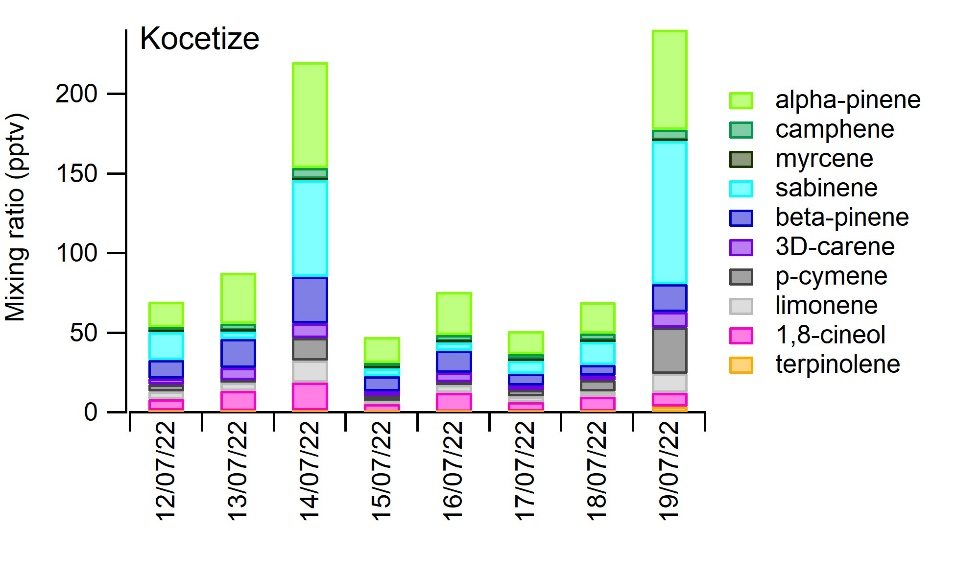 Kocetize
Mixing ratio (pptv)
200
150
100
50
0
12/07/22
13/07/22
14/07/22
15/07/22
16/07/22
17/07/22
18/07/22
19/07/22
alpha-pinene
camphene
myrcene
sabinene
beta-pinene
3D-carene
p-cymene
limonene
1,8-cineol
terpinolene